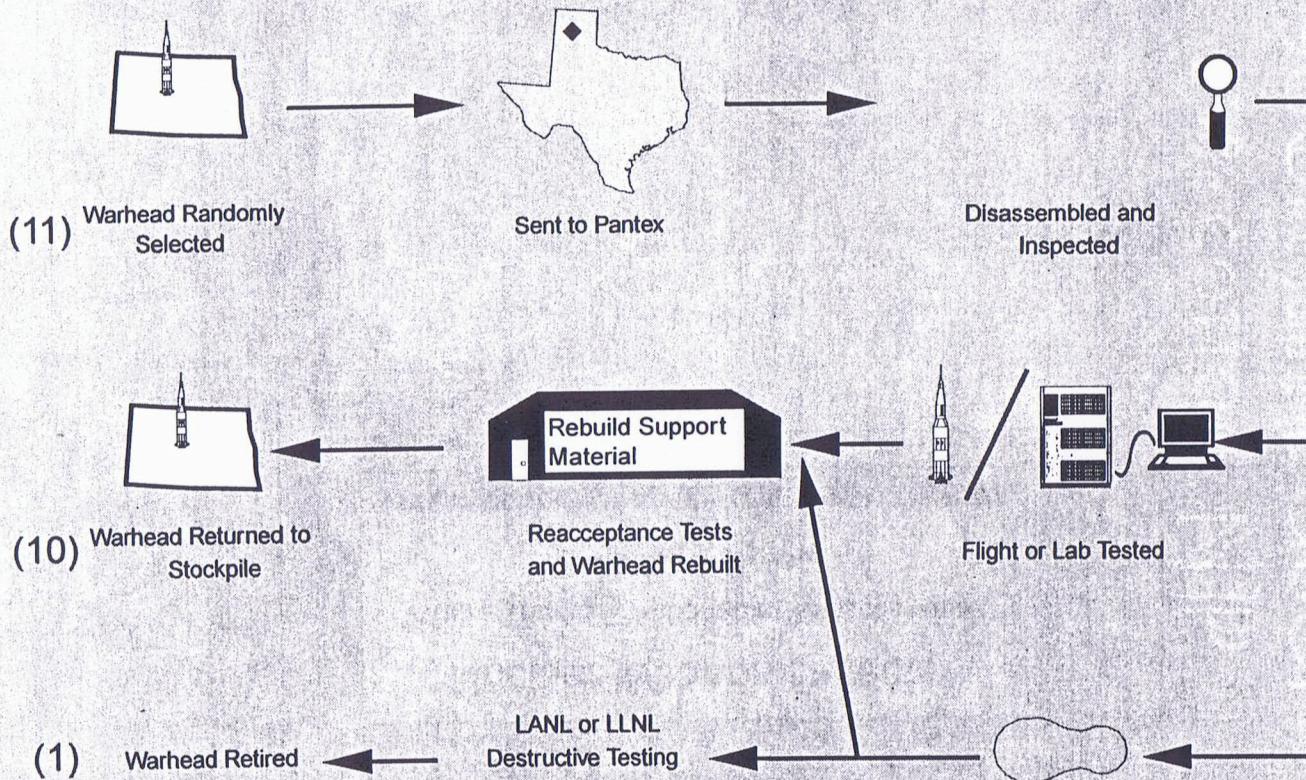 (11) Warhead Randomly
Selected
Sent to Pantex
Disassembled and
Inspected
Rebuild Support
Material
(10) Warhead Returned to
Stockpile
Reacceptance Tests
and Warhead Rebuilt
Flight or Lab Tested
(1) Warhead Retired
LANL or LLNL
Destructive Testing